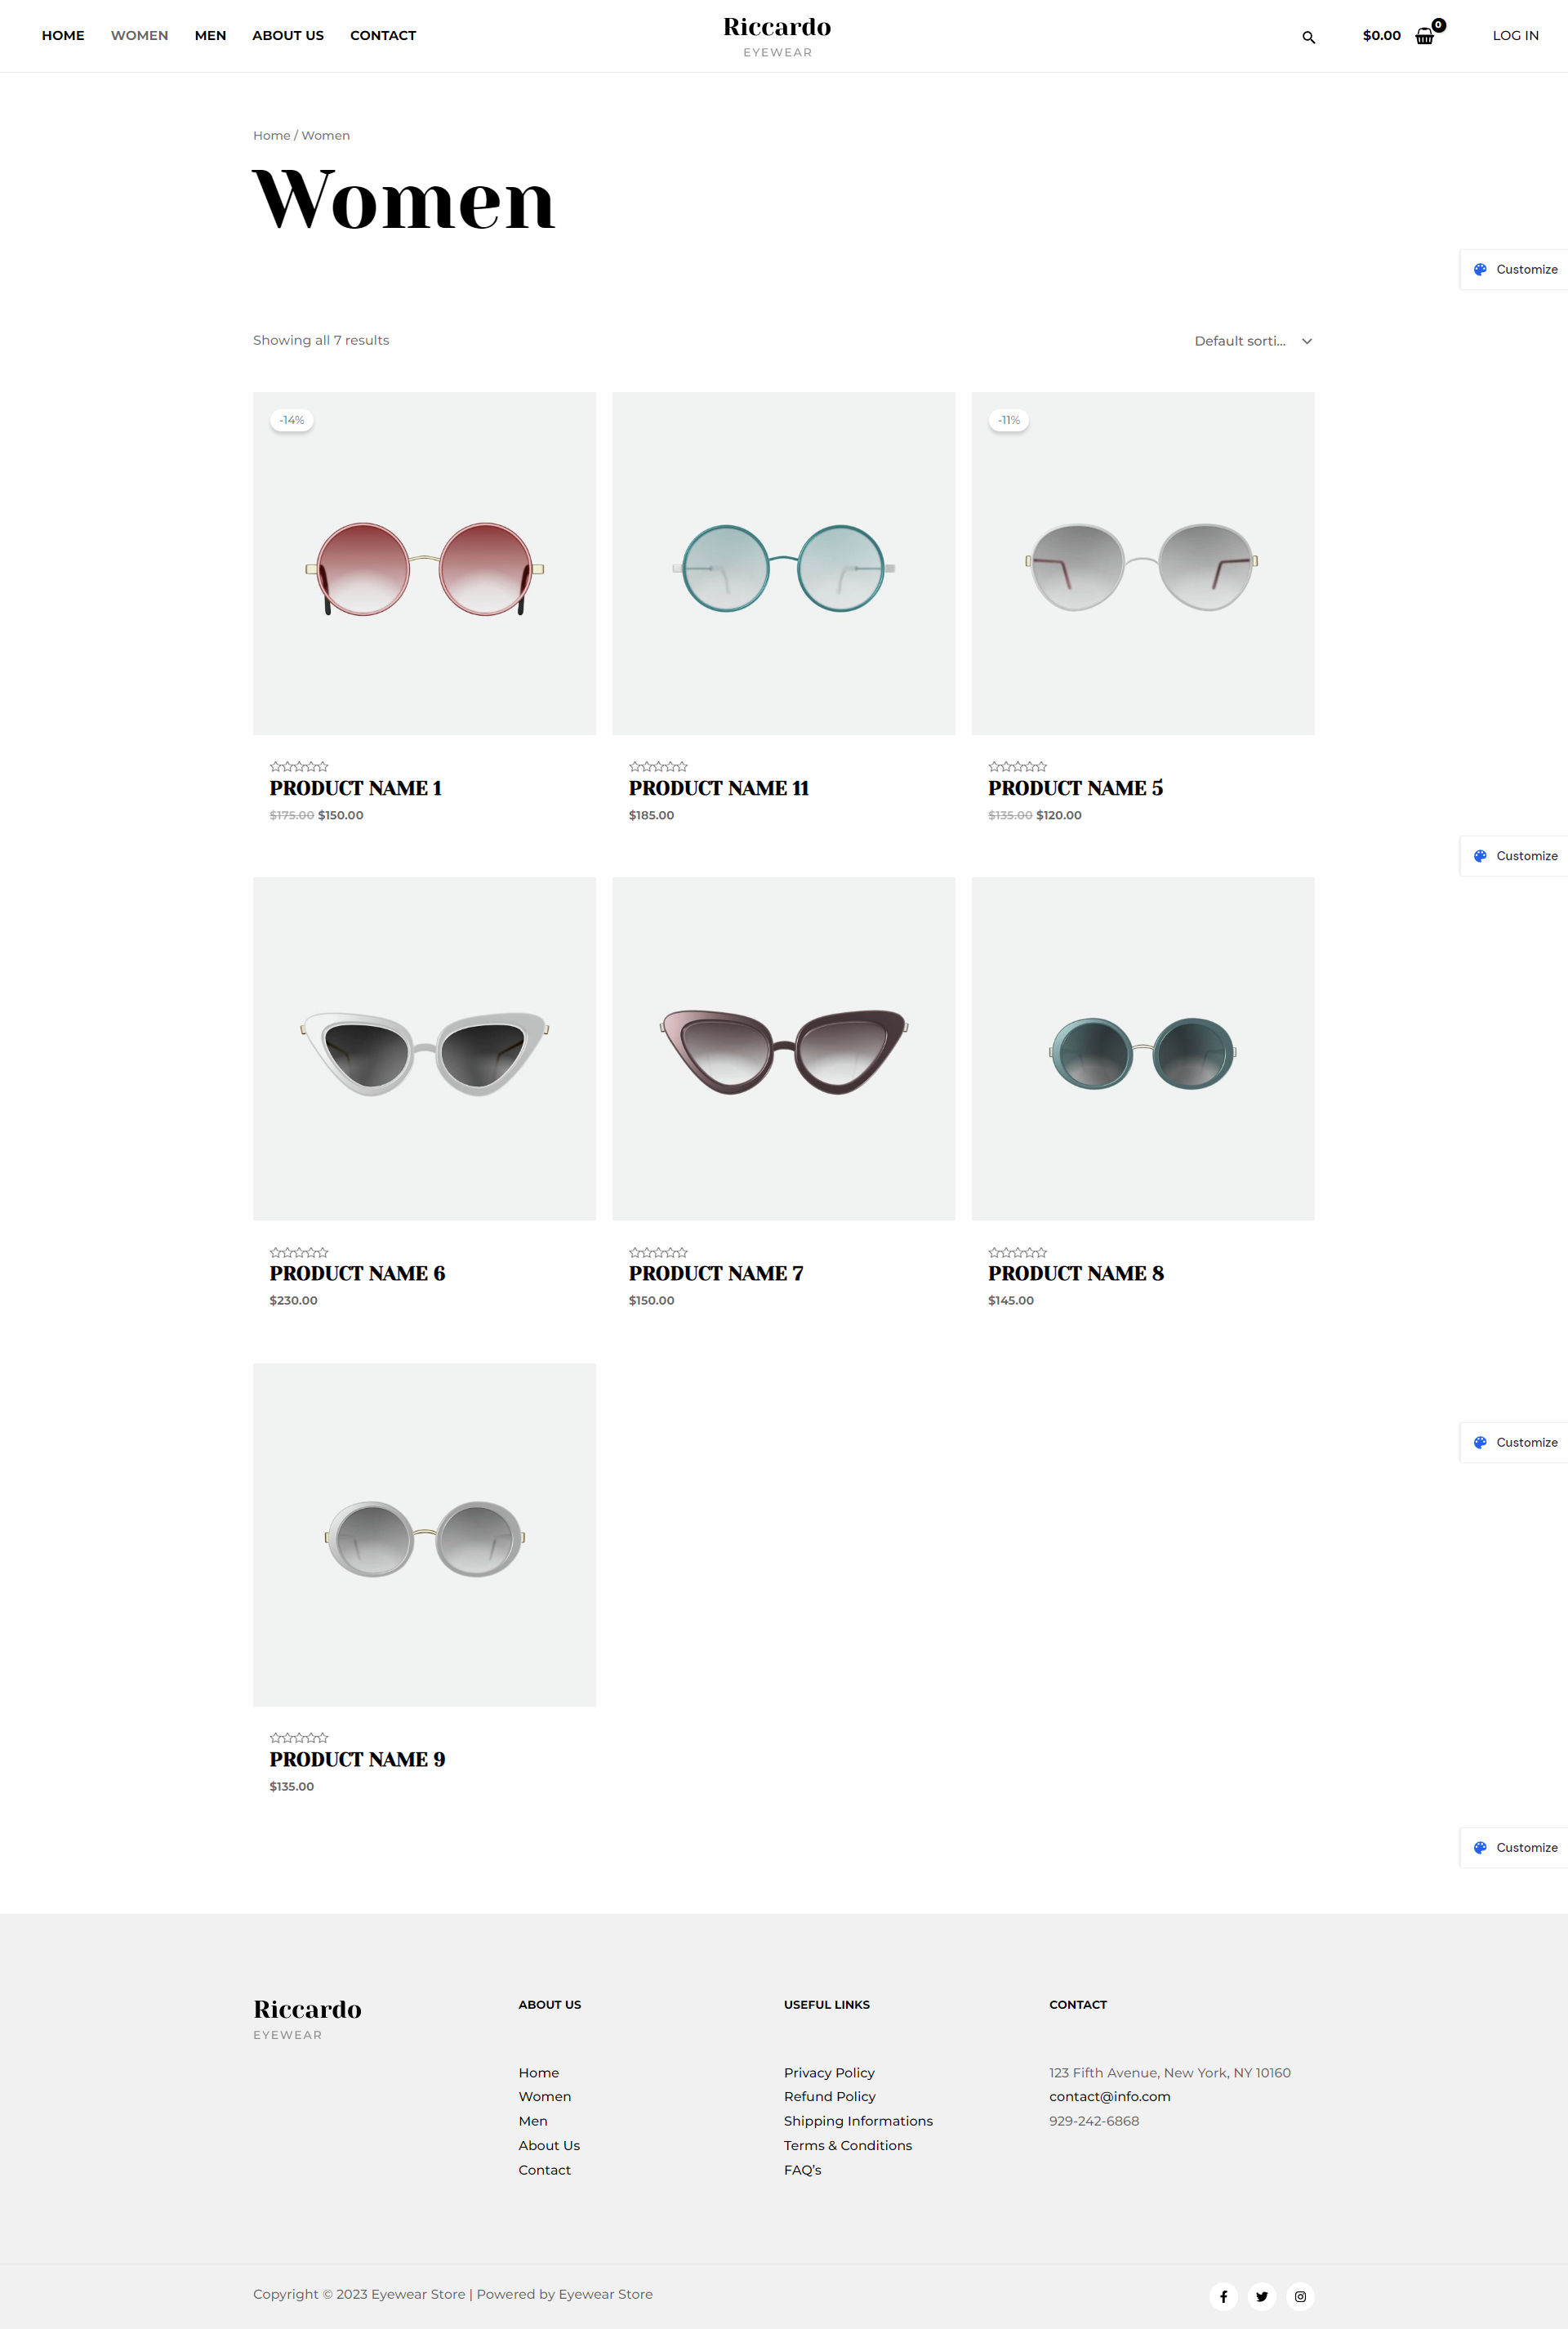 HOME WOMEN MEN ABOUT US CONTACT
Riccardo
EYEWEAR
$0.00 0
LOG IN
Home / Women
Women
Customize
Showing all 7 results
Default sorti...
-14%
-11%
PRODUCT NAME 1
$175.00 $150.00
PRODUCT NAME 11
$185.00
PRODUCT NAME 5
$135.00 $120.00
Customize
PRODUCT NAME 6
$230.00
PRODUCT NAME 7
$150.00
PRODUCT NAME 8
$145.00
Customize
PRODUCT NAME 9
$135.00
Customize
Riccardo
EYEWEAR
ABOUT US
Home
Women
Men
About Us
Contact
USEFUL LINKS
Privacy Policy
Refund Policy
Shipping Informations
Terms & Conditions
FAQ's
CONTACT
123 Fifth Avenue, New York, NY 10160
contact@info.com
929-242-6868
Copyright © 2023 Eyewear Store | Powered by Eyewear Store